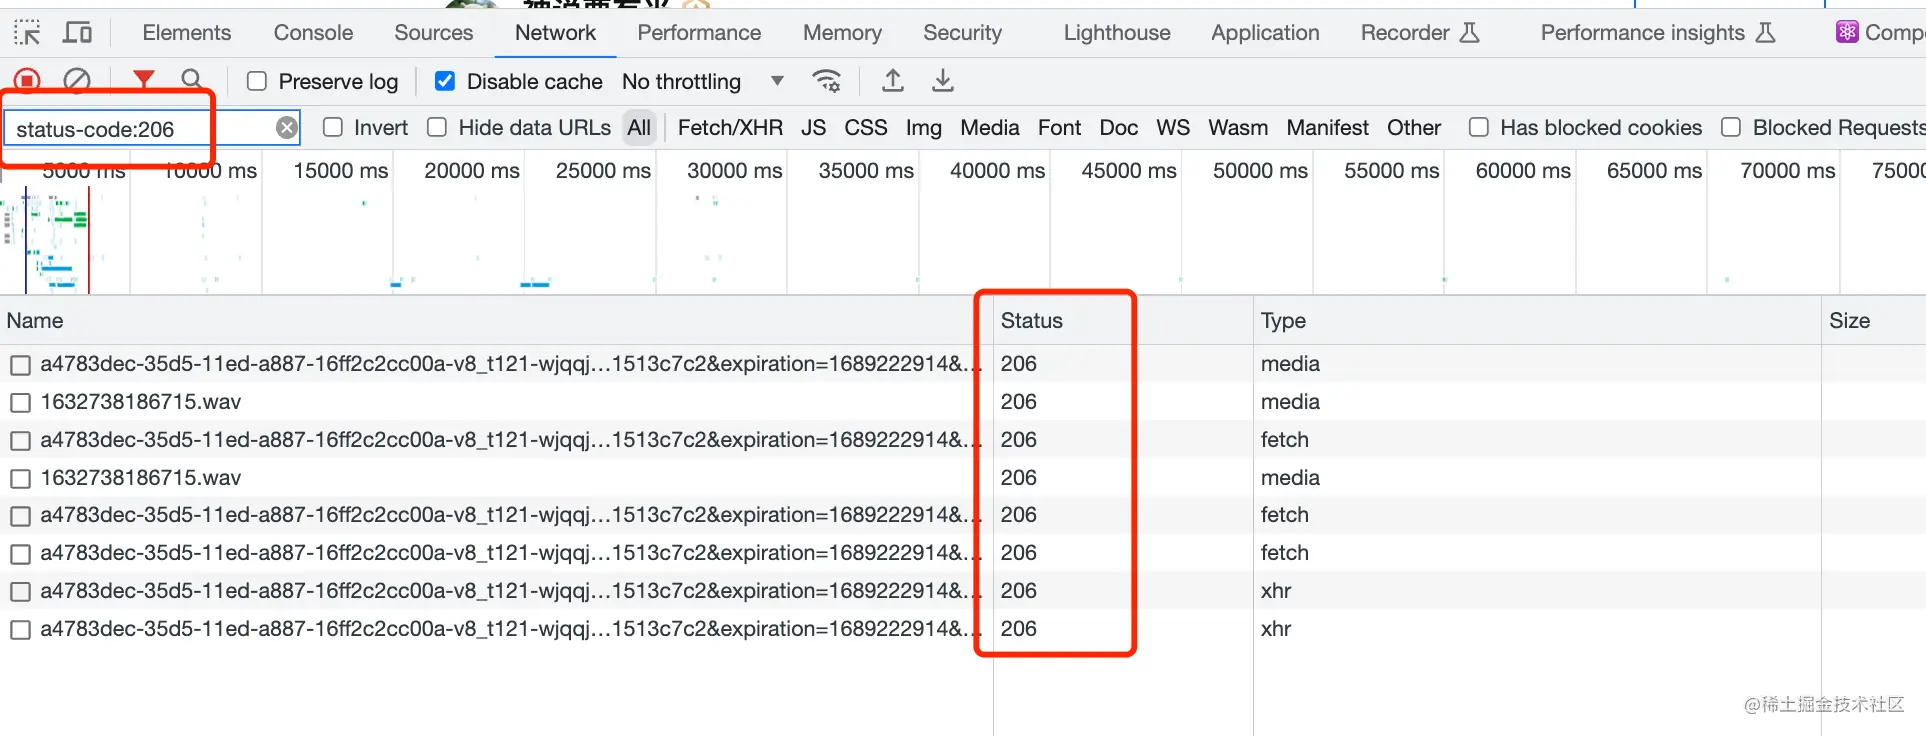 Elements Console Sources Network Performance Memory Security Lighthouse Application Recorder Performance insights Compo
Preserve log Disable cache No throttling
status-code:206 Invert Hide data URLs All Fetch/XHR JS CSS Img Media Font Doc WS Wasm Manifest Other Has blocked cookies Blocked Requests
5000 ms 10000 ms 15000 ms 20000 ms 25000 ms 30000 ms 35000 ms 40000 ms 45000 ms 50000 ms 55000 ms 60000 ms 65000 ms 70000 ms 7500
Name Status Type Size
a4783dec-35d5-11ed-a887-16ff2c2cc00a-v8_t121-wjqqj…1513c7c2&expiration=1689222914&… 206 media
1632738186715.wav 206 media
a4783dec-35d5-11ed-a887-16ff2c2cc00a-v8_t121-wjqqj…1513c7c2&expiration=1689222914&… 206 fetch
1632738186715.wav 206 media
a4783dec-35d5-11ed-a887-16ff2c2cc00a-v8_t121-wjqqj…1513c7c2&expiration=1689222914&… 206 fetch
a4783dec-35d5-11ed-a887-16ff2c2cc00a-v8_t121-wjqqj…1513c7c2&expiration=1689222914&… 206 fetch
a4783dec-35d5-11ed-a887-16ff2c2cc00a-v8_t121-wjqqj…1513c7c2&expiration=1689222914&… 206 xhr
a4783dec-35d5-11ed-a887-16ff2c2cc00a-v8_t121-wjqqj…1513c7c2&expiration=1689222914&… 206 xhr
@稀土掘金技术社区